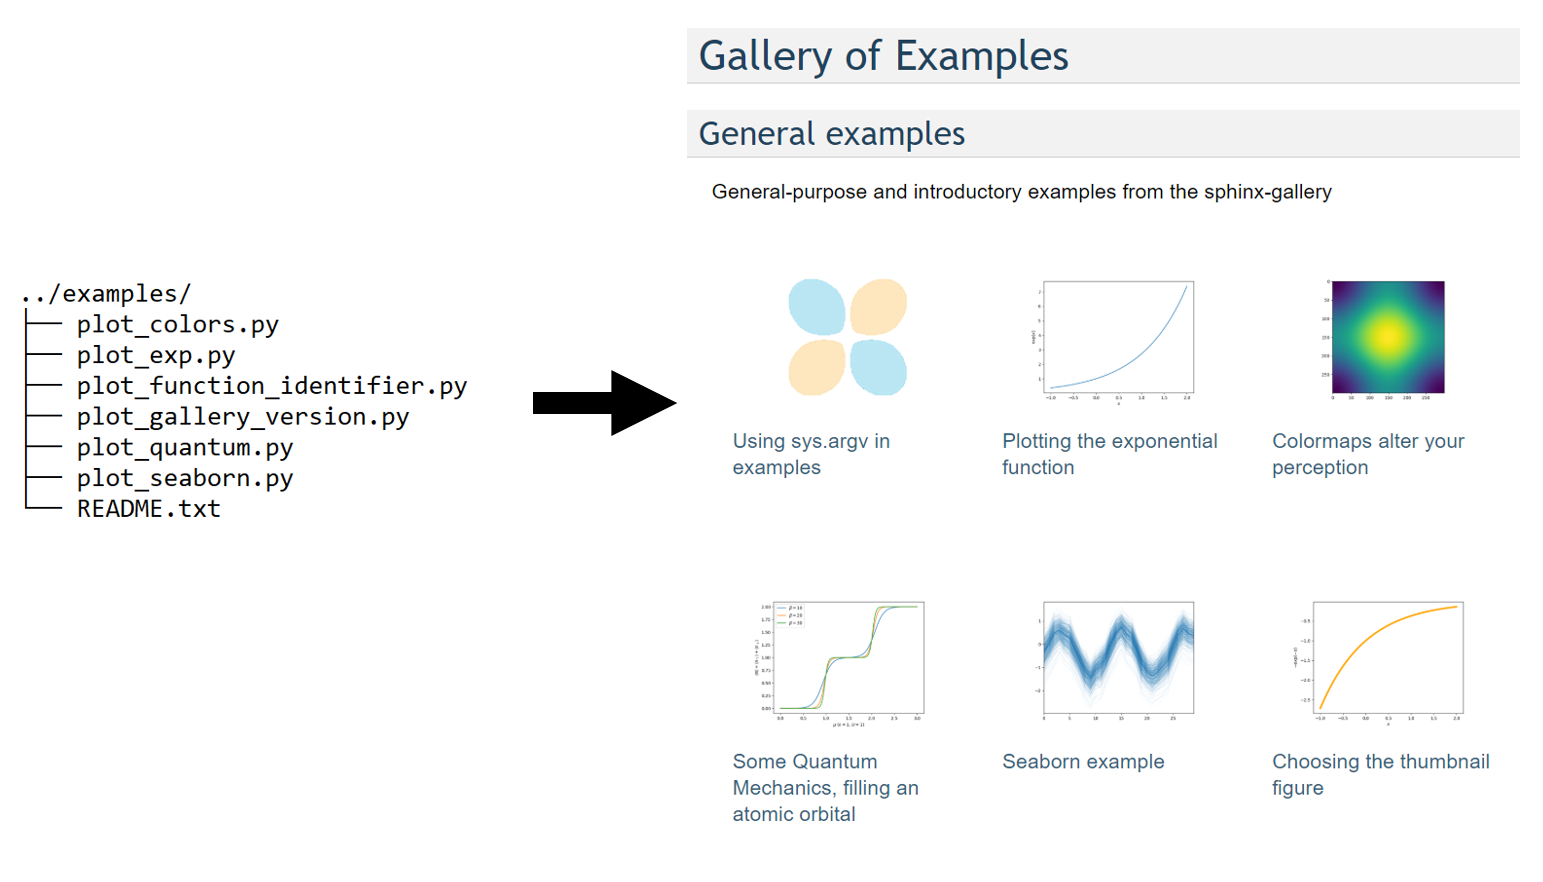 Gallery of Examples
General examples
General-purpose and introductory examples from the sphinx-gallery
../examples/
plot_colors.py
plot_exp.py
plot_function_identifier.py
plot_gallery_version.py
plot_quantum.py
plot_seaborn.py
README.txt
Using sys.argv in
examples
Plotting the exponential
function
Colormaps alter your
perception
Some Quantum
Mechanics, filling an
atomic orbital
Seaborn example
Choosing the thumbnail
figure